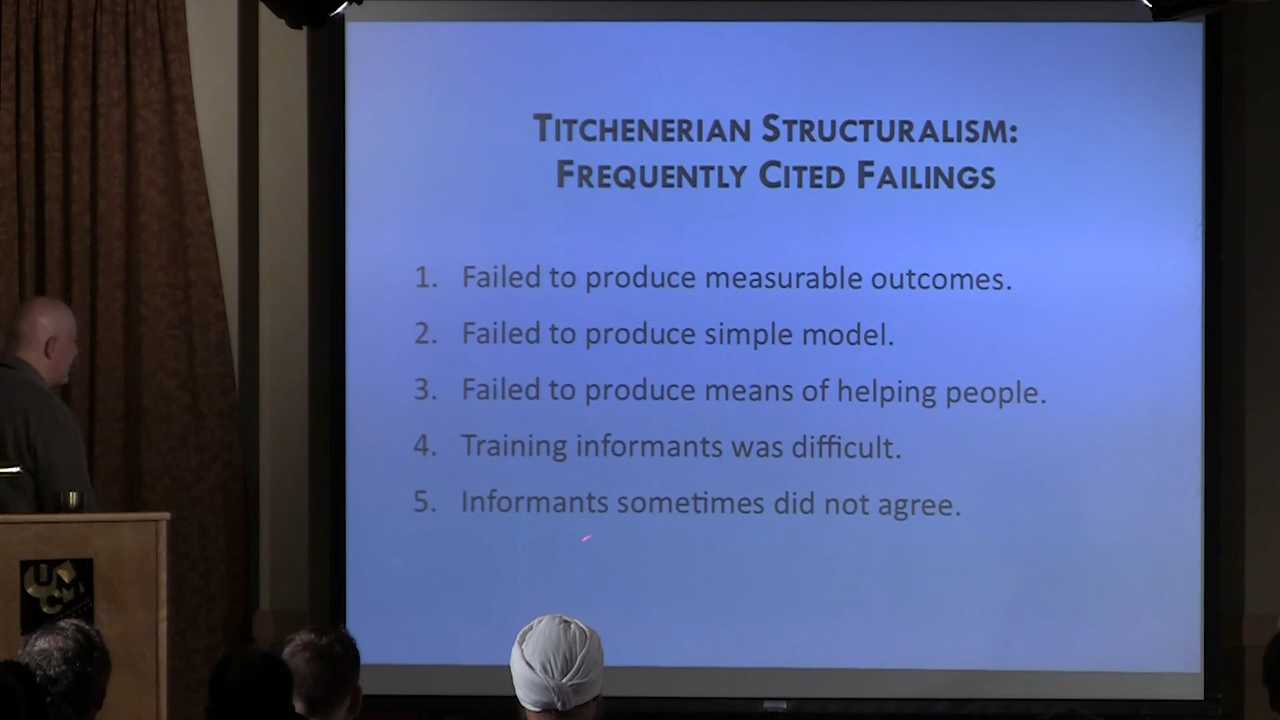 TITCHENERIAN STRUCTURALISM:
FREQUENTLY CITED FAILINGS
1. Failed to produce measurable outcomes.
2. Failed to produce simple model.
3. Failed to produce means of helping people.
4. Training informants was difficult.
5. Informants sometimes did not agree.
UMC